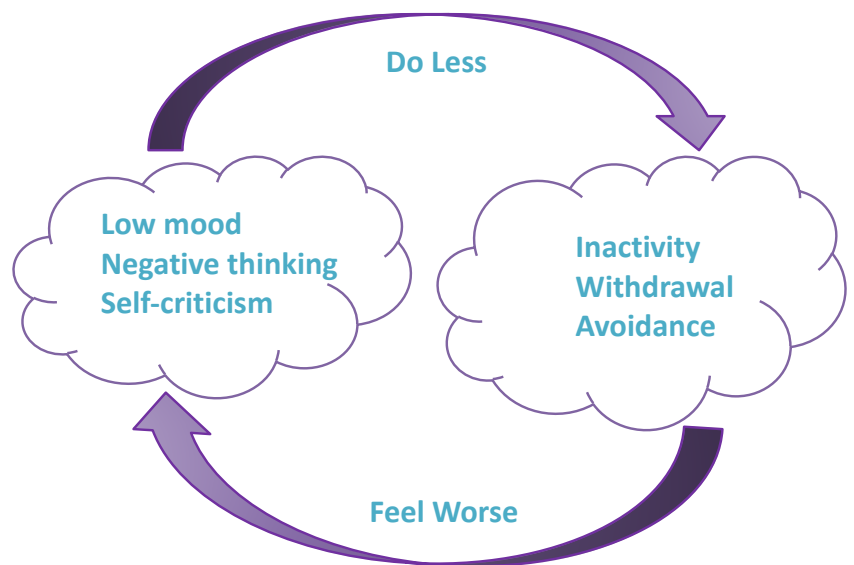 Do Less
Low mood
Negative thinking
Self-criticism
Inactivity
Withdrawal
Avoidance
Feel Worse